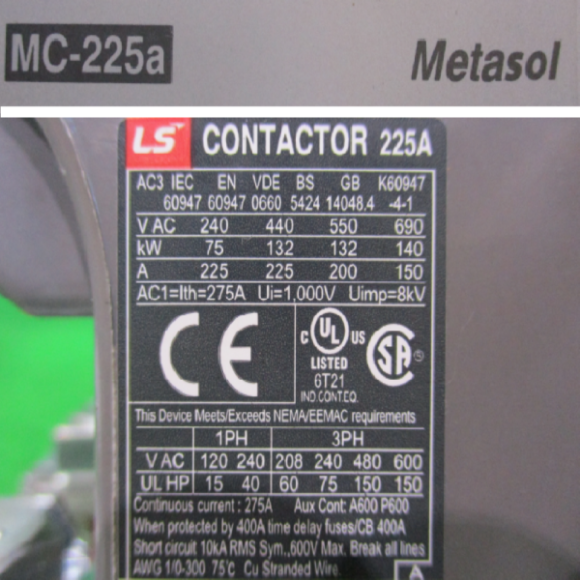 MC-225a Metasol
LS CONTACTOR 225A
AC3 IEC EN VDE BS GB K60947
60947 60947 0660 5424 14048.4 -4-1
V AC 240 440 550 690
kW 75 132 132 140
A 225 225 200 150
AC1=Ith=275A Ui=1,000V Uimp=8kV
CE
C UL US
LISTED
6T21
IND.CONT.EQ.
SA
This Device Meets/Exceeds NEMA/EEMAC requirements
1PH 3PH
V AC 120 240 208 240 480 600
UL HP 15 40 60 75 150 150
Continuous current : 275A Aux Cont: A600 P600
When protected by 400A time delay fuses/CB 400A
Short circuit 10kA RMS Sym.,600V Max. Break all lines
AWG 1/0-300 75℃ Cu Stranded Wire.
A